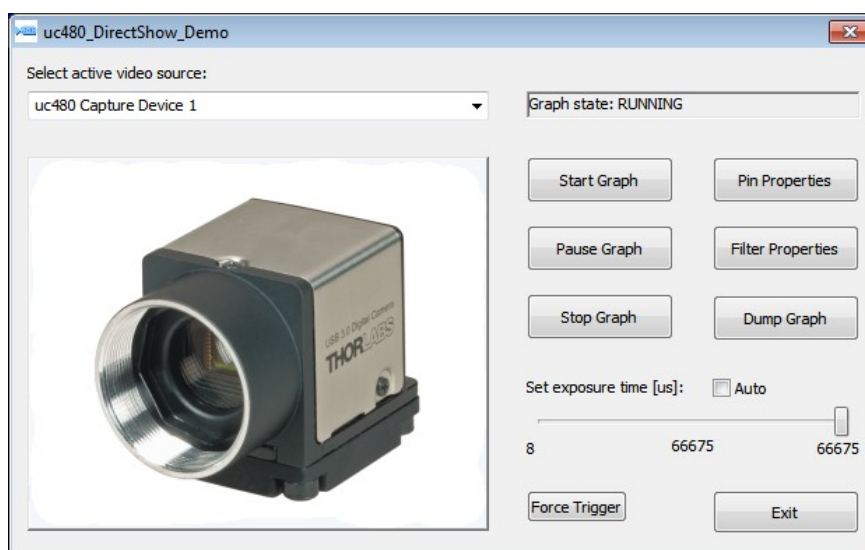 uc480_DirectShow_Demo
Select active video source:
uc480 Capture Device 1
Graph state: RUNNING
Start Graph
Pin Properties
Pause Graph
Filter Properties
Stop Graph
Dump Graph
USB 3.0 Digital Camera
THORLABS
Set exposure time [us]:
Auto
8
66675
66675
Force Trigger
Exit